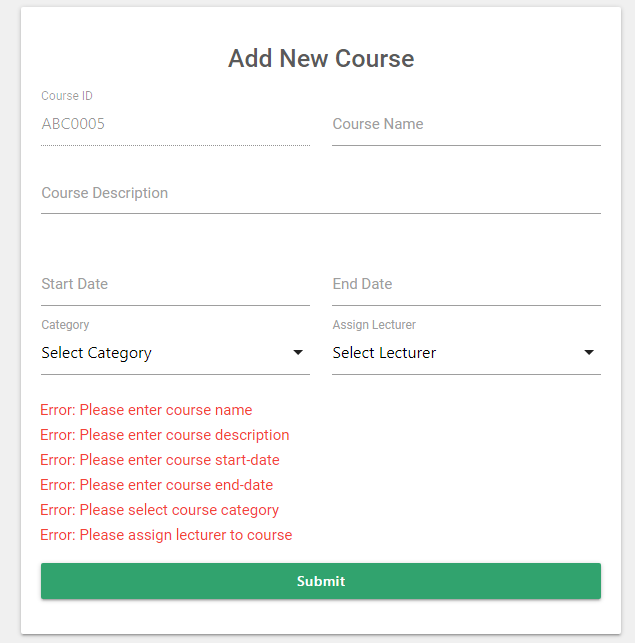 Add New Course
Course ID
ABC0005
Course Name
Course Description
Start Date
End Date
Category
Assign Lecturer
Select Category
Select Lecturer
Error: Please enter course name
Error: Please enter course description
Error: Please enter course start-date
Error: Please enter course end-date
Error: Please select course category
Error: Please assign lecturer to course
Submit